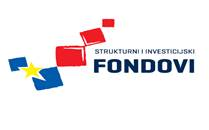 STRUKTURNI I INVESTICIJSKI
FONDOVI